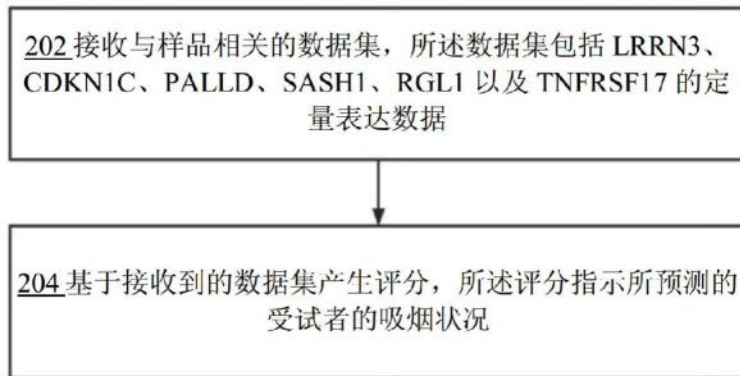 202 接收与样品相关的数据集，所述数据集包括 LRRN3、
CDKN1C、PALLD、SASH1、RGL1 以及 TNFRSF17 的定
量表达数据
204 基于接收到的数据集产生评分，所述评分指示所预测的
受试者的吸烟状况